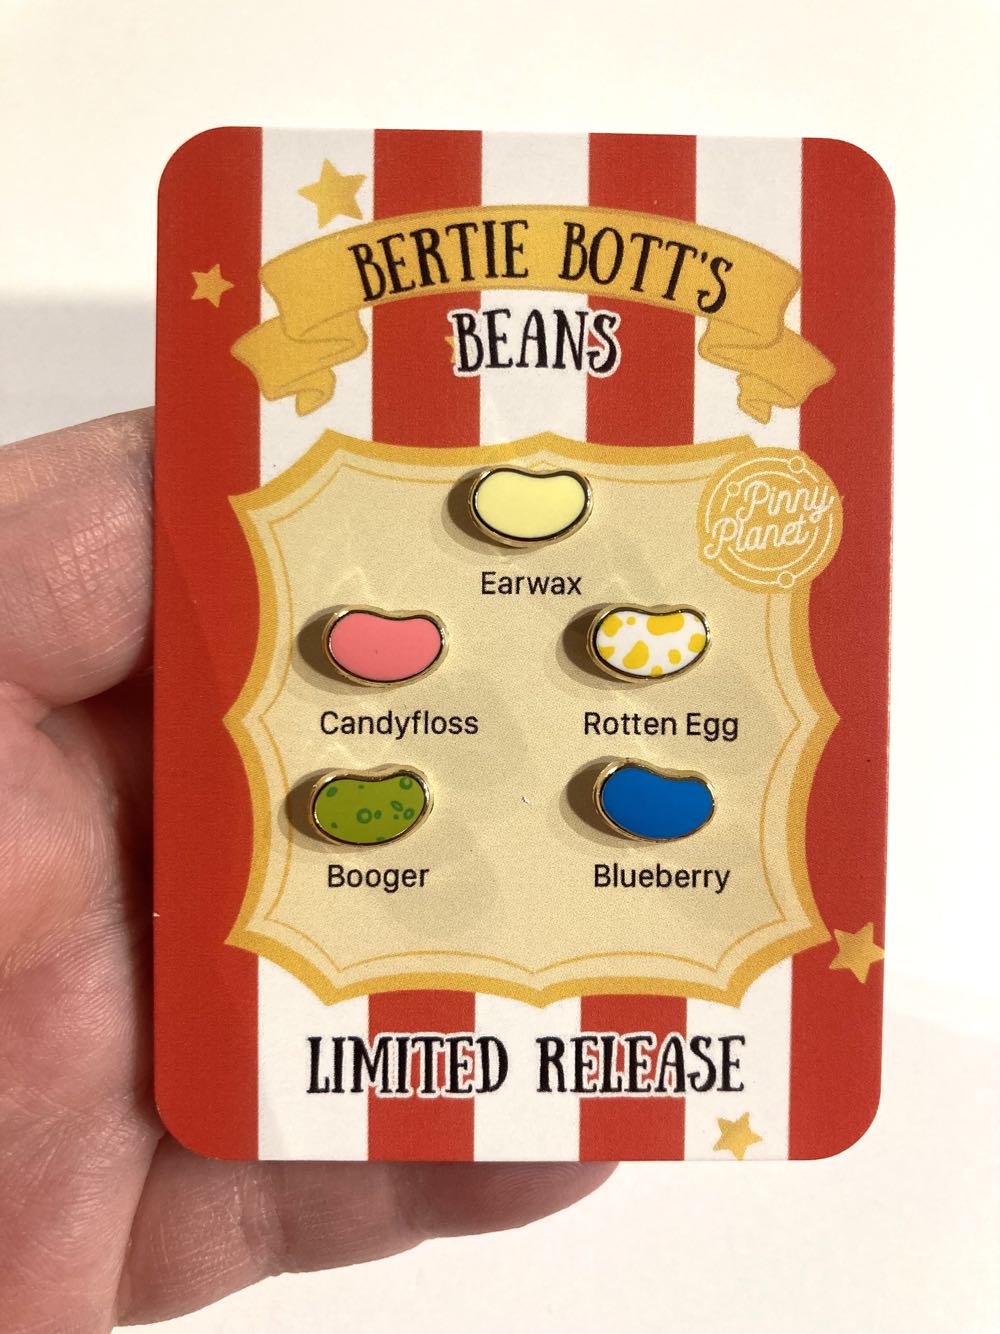 BERTIE BOTT'S
BEANS
Pinny
Planet
Earwax
Candyfloss
Rotten Egg
Booger
Blueberry
LIMITED RELEASE